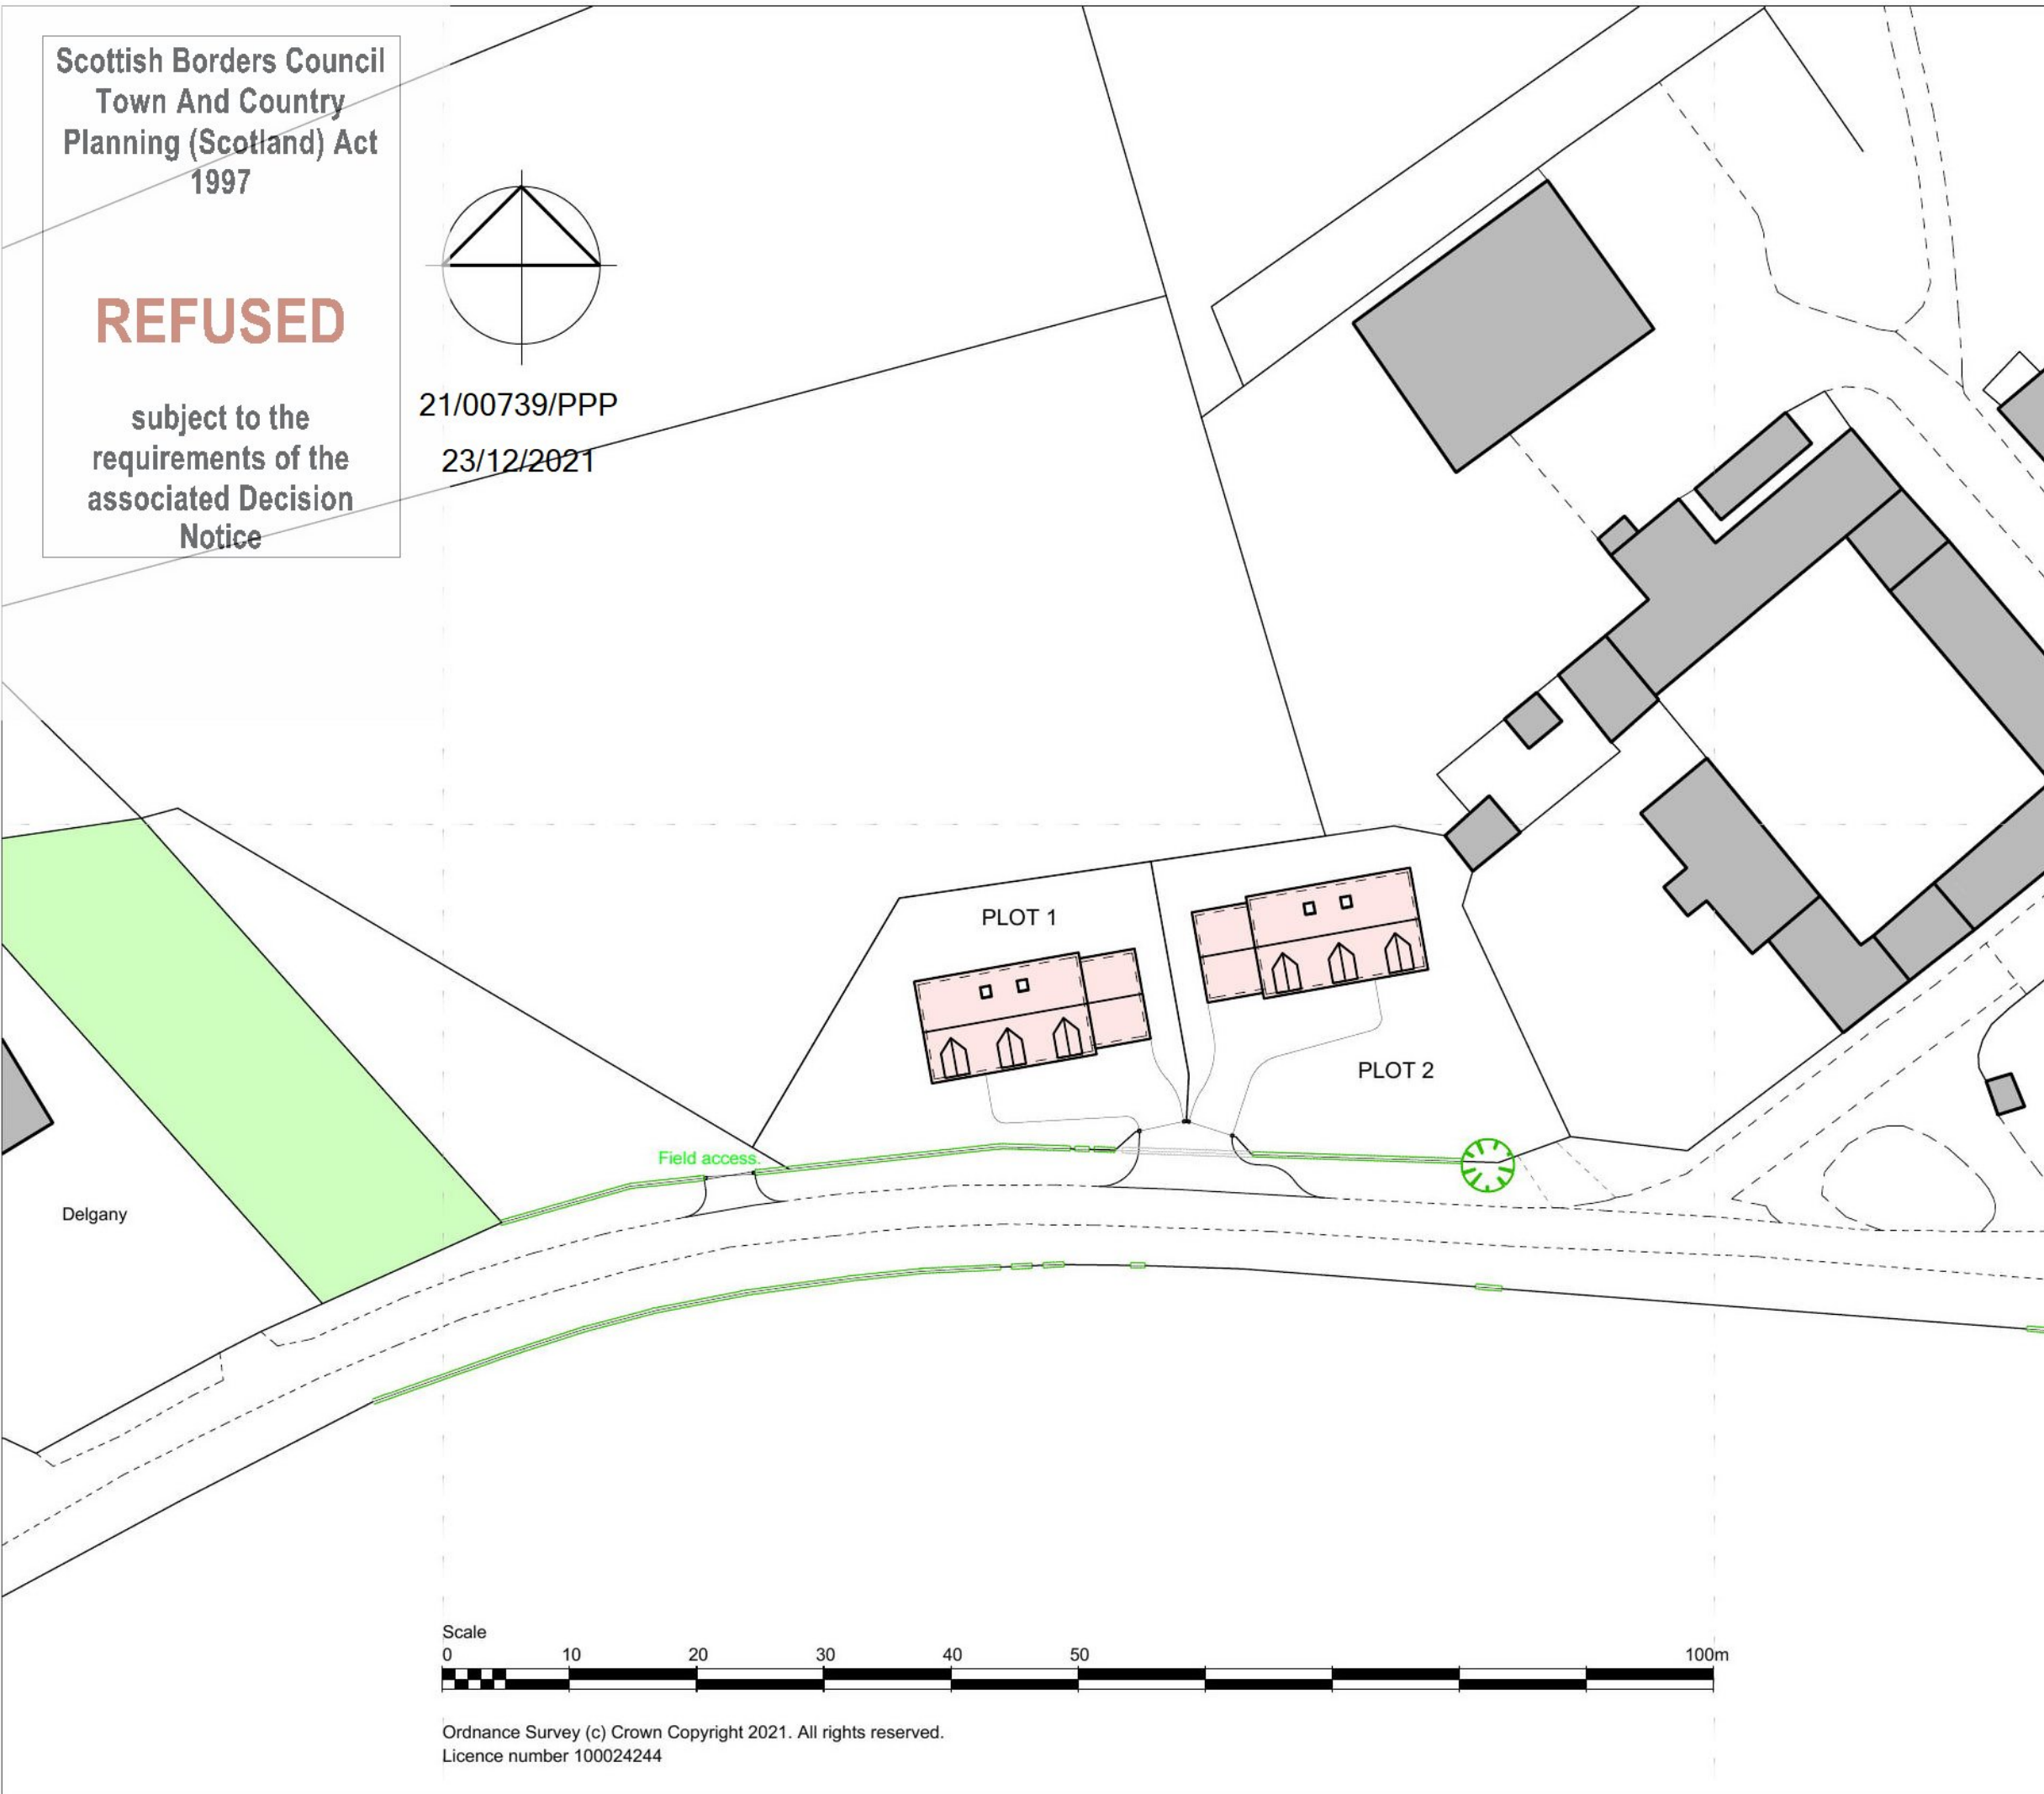 Scottish Borders Council
Town And Country
Planning (Scotland) Act
1997
REFUSED
subject to the
requirements of the
associated Decision
Notice
21/00739/PPP
23/12/2021
PLOT 1
PLOT 2
Field access.
Delgany
Scale
0 10 20 30 40 50 100m
Ordnance Survey (c) Crown Copyright 2021. All rights reserved.
Licence number 100024244